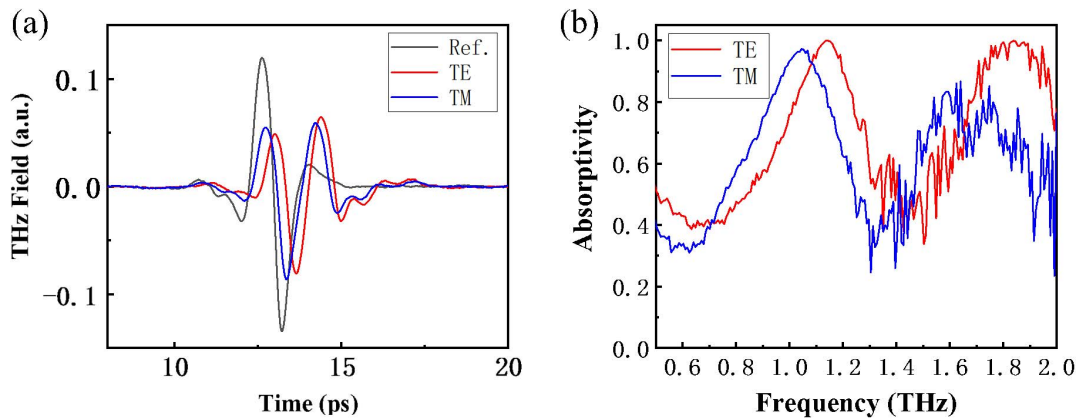 (a)
Ref.
TE
TM
0.1
0.0
−0.1
THz Field (a.u.)
10
15
20
Time (ps)
(b)
TE
TM
1.0
0.8
0.6
0.4
0.2
0.0
Absorptivity
0.6 0.8 1.0 1.2 1.4 1.6 1.8 2.0
Frequency (THz)